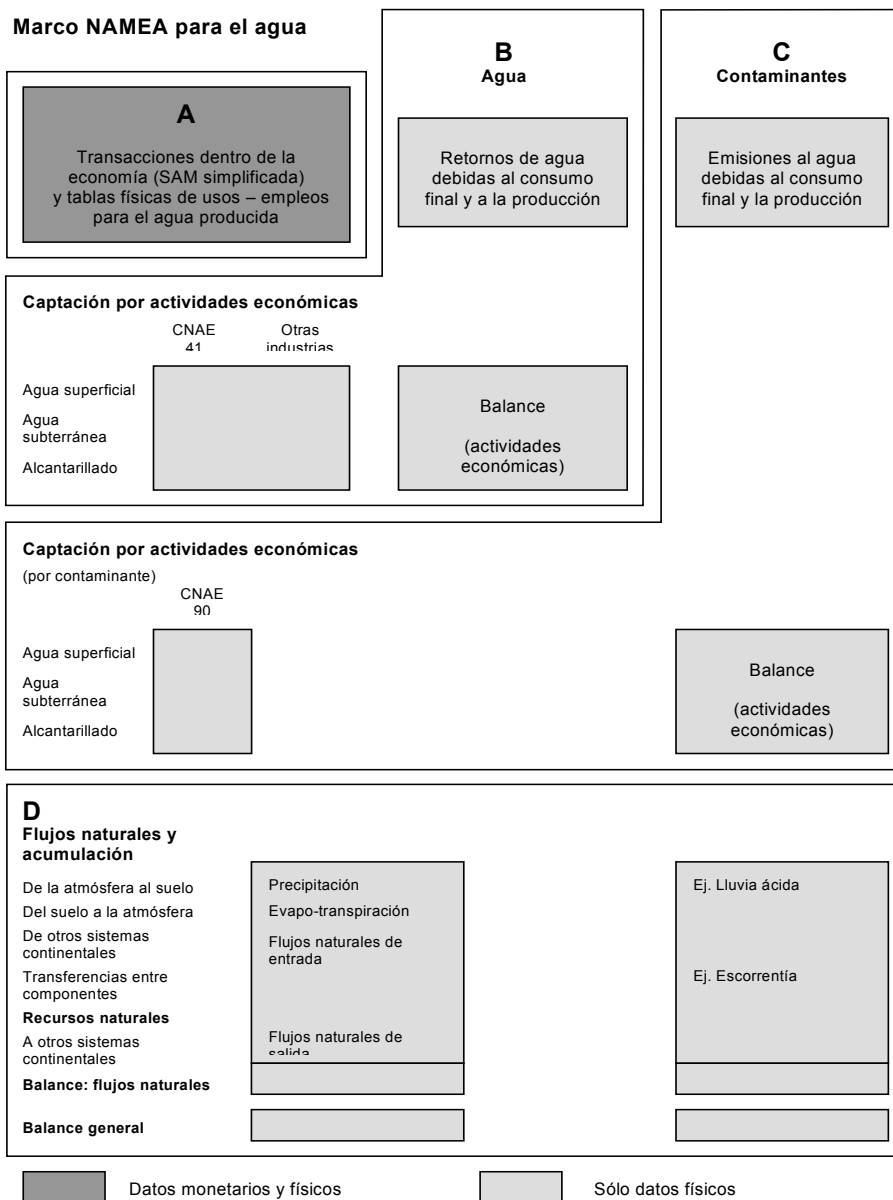 Marco NAMEA para el agua
A
Transacciones dentro de la
economía (SAM simplificada)
y tablas físicas de usos – empleos
para el agua producida
B
Agua
Retornos de agua
debidas al consumo
final y a la producción
C
Contaminantes
Emisiones al agua
debidas al consumo
final y la producción
Captación por actividades económicas
CNAE
41
Otras
industrias
Agua superficial
Agua
subterránea
Alcantarillado
Balance
(actividades
económicas)
Captación por actividades económicas
(por contaminante)
CNAE
90
Agua superficial
Agua
subterránea
Alcantarillado
Balance
(actividades
económicas)
D
Flujos naturales y
acumulación
De la atmósfera al suelo
Precipitación
Ej. Lluvia ácida
Del suelo a la atmósfera
Evapo-transpiración
De otros sistemas
continentales
Flujos naturales de
entrada
Transferencias entre
componentes
Ej. Escorrentía
Recursos naturales
A otros sistemas
continentales
Flujos naturales de
salida
Balance: flujos naturales
Balance general
Datos monetarios y físicos
Sólo datos físicos